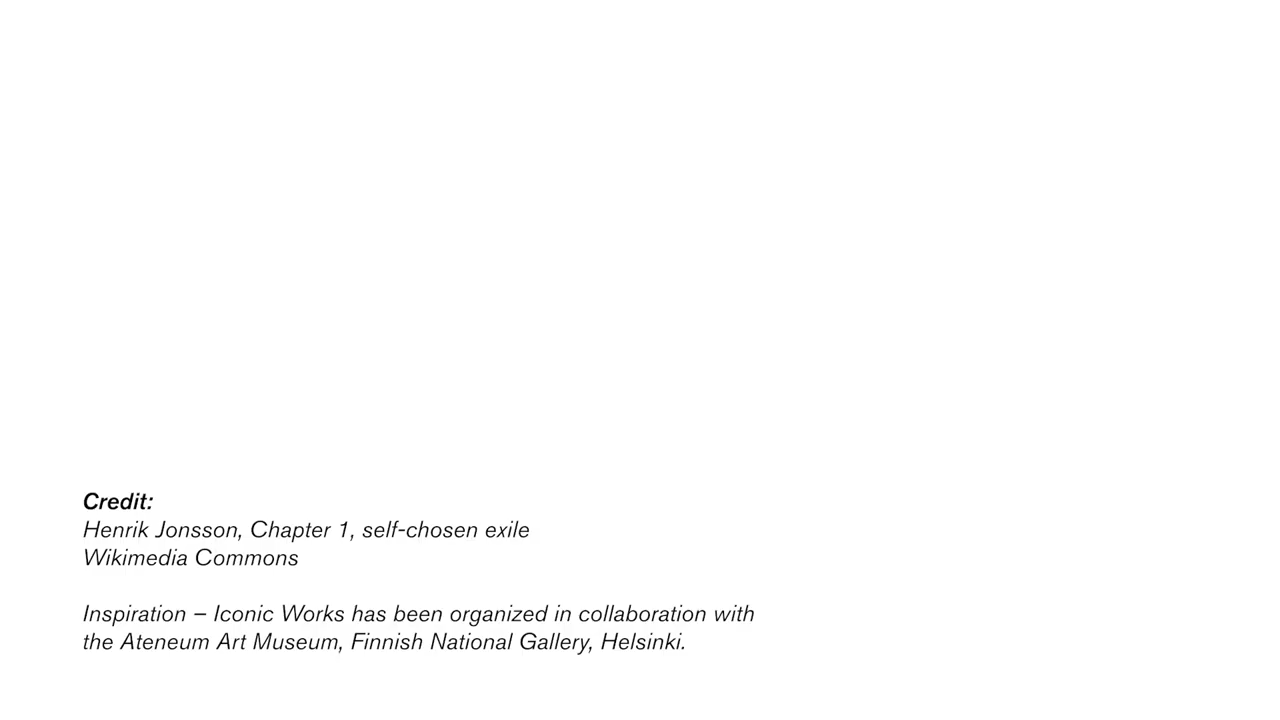 Credit:
Henrik Jonsson, Chapter 1, self-chosen exile
Wikimedia Commons
Inspiration – Iconic Works has been organized in collaboration with
the Ateneum Art Museum, Finnish National Gallery, Helsinki.